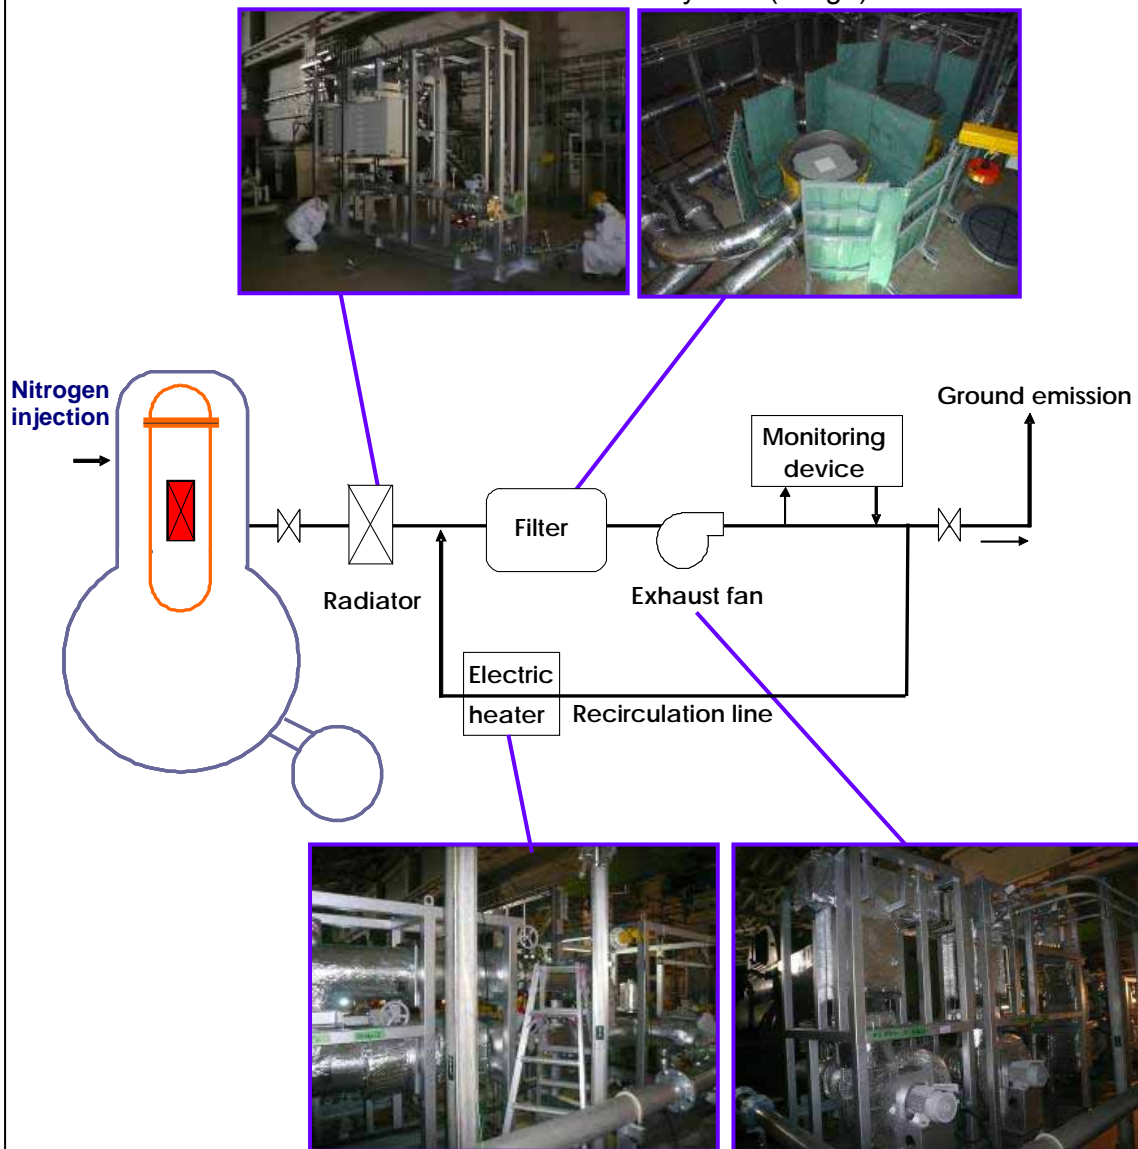 Nitrogen
injection
Ground emission
Monitoring
device
Filter
Radiator
Exhaust fan
Electric
heater
Recirculation line